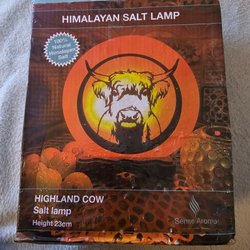 HIMALAYAN SALT LAMP
100%
Natural
Himalayan
Salt
HIGHLAND COW
Salt lamp
Height 23cm
Sense Aroma